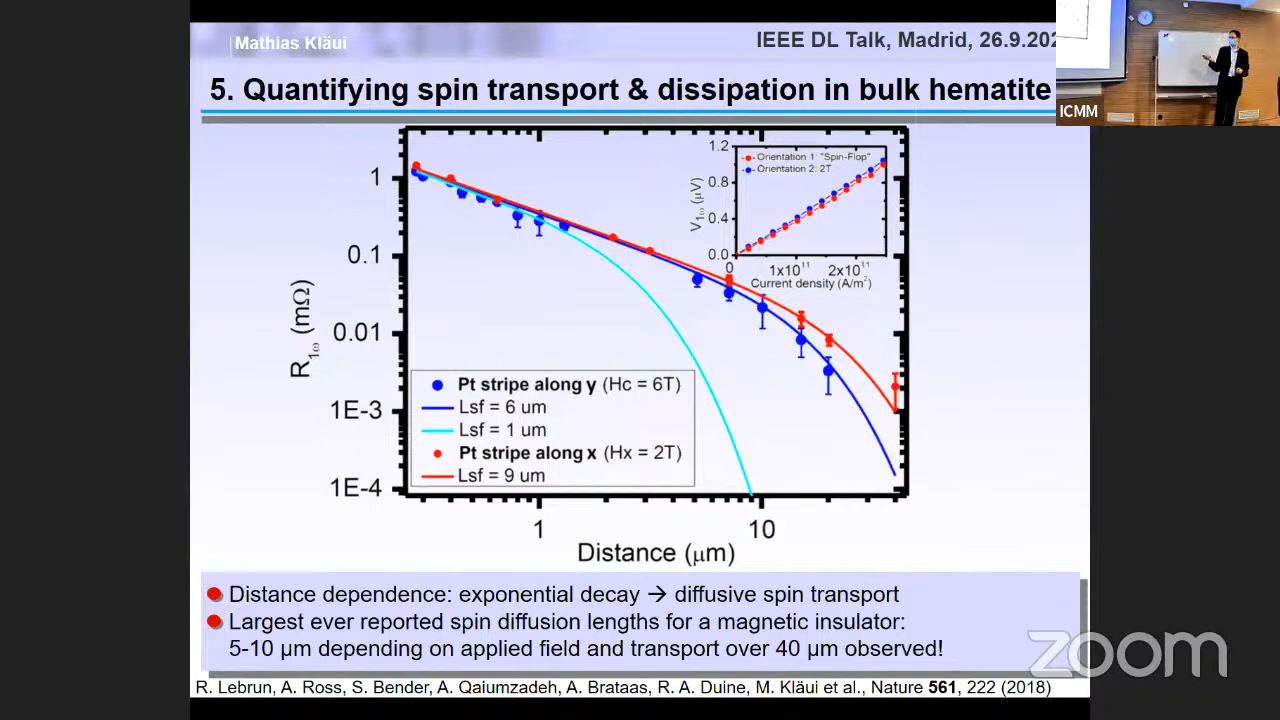 Mathias Kläui
IEEE DL Talk, Madrid, 26.9.202
ICMM
5. Quantifying spin transport & dissipation in bulk hematite
1.2
0.8
0.4
0.0
V1ω (μV)
Orientation 1: "Spin-Flop"
Orientation 2: 2T
0
1x10¹¹
2x10¹¹
Current density (A/m²)
1
0.1
0.01
1E-3
1E-4
R1ω (mΩ)
Pt stripe along y (Hc = 6T)
Lsf = 6 um
Lsf = 1 um
Pt stripe along x (Hx = 2T)
Lsf = 9 um
1
10
Distance (μm)
Distance dependence: exponential decay → diffusive spin transport
Largest ever reported spin diffusion lengths for a magnetic insulator:
5-10 μm depending on applied field and transport over 40 μm observed!
zoom
R. Lebrun, A. Ross, S. Bender, A. Qaiumzadeh, A. Brataas, R. A. Duine, M. Kläui et al., Nature 561, 222 (2018)